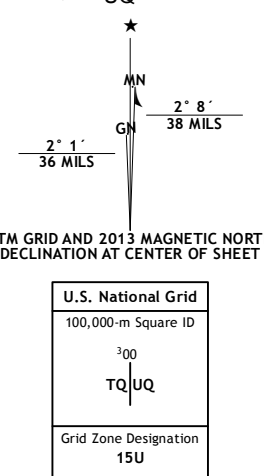 MN
GN
2° 8´
38 MILS
2° 1´
36 MILS
TM GRID AND 2013 MAGNETIC NORT
DECLINATION AT CENTER OF SHEET
U.S. National Grid
100,000-m Square ID
³00
TQ UQ
Grid Zone Designation
15U